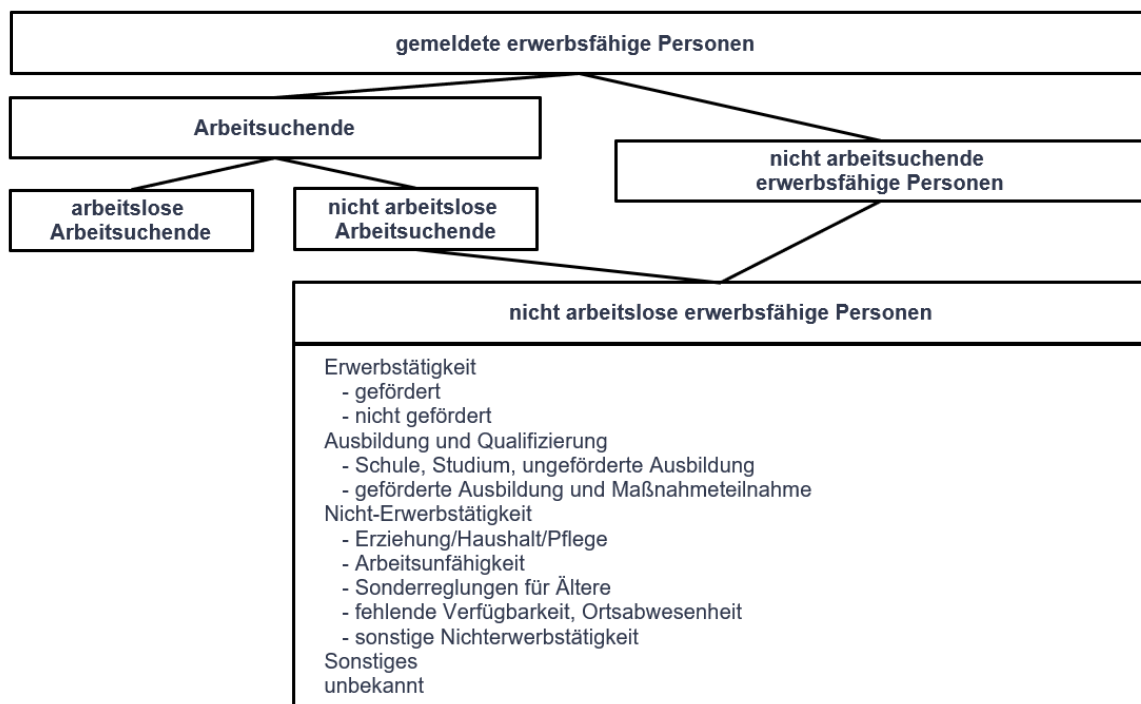 gemeldete erwerbsfähige Personen
Arbeitsuchende
nicht arbeitsuchende
erwerbsfähige Personen
arbeitslose
Arbeitsuchende
nicht arbeitslose
Arbeitsuchende
nicht arbeitslose erwerbsfähige Personen
Erwerbstätigkeit
- gefördert
- nicht gefördert
Ausbildung und Qualifizierung
- Schule, Studium, ungeförderte Ausbildung
- geförderte Ausbildung und Maßnahmeteilnahme
Nicht-Erwerbstätigkeit
- Erziehung/Haushalt/Pflege
- Arbeitsunfähigkeit
- Sonderreglungen für Ältere
- fehlende Verfügbarkeit, Ortsabwesenheit
- sonstige Nichterwerbstätigkeit
Sonstiges
unbekannt